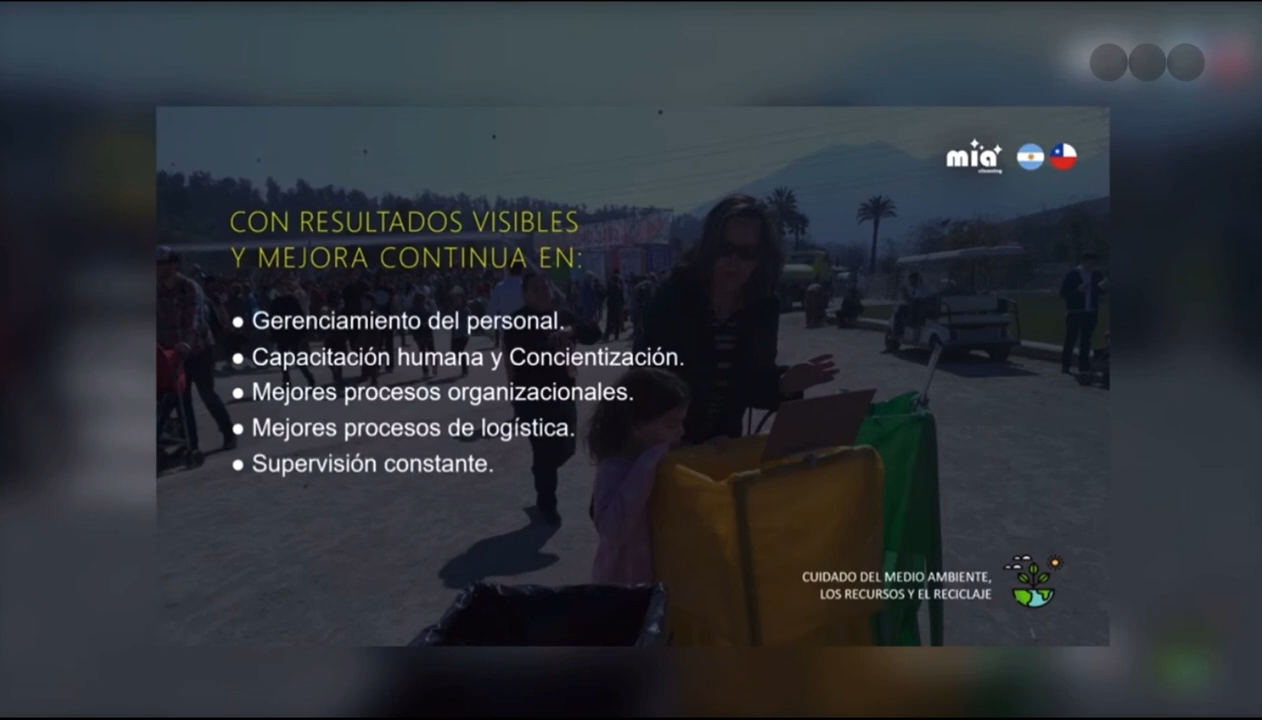 mia
cleaning
CON RESULTADOS VISIBLES
Y MEJORA CONTINUA EN:
● Gerenciamiento del personal.
● Capacitación humana y Concientización.
● Mejores procesos organizacionales.
● Mejores procesos de logística.
● Supervisión constante.
CUIDADO DEL MEDIO AMBIENTE,
LOS RECURSOS Y EL RECICLAJE